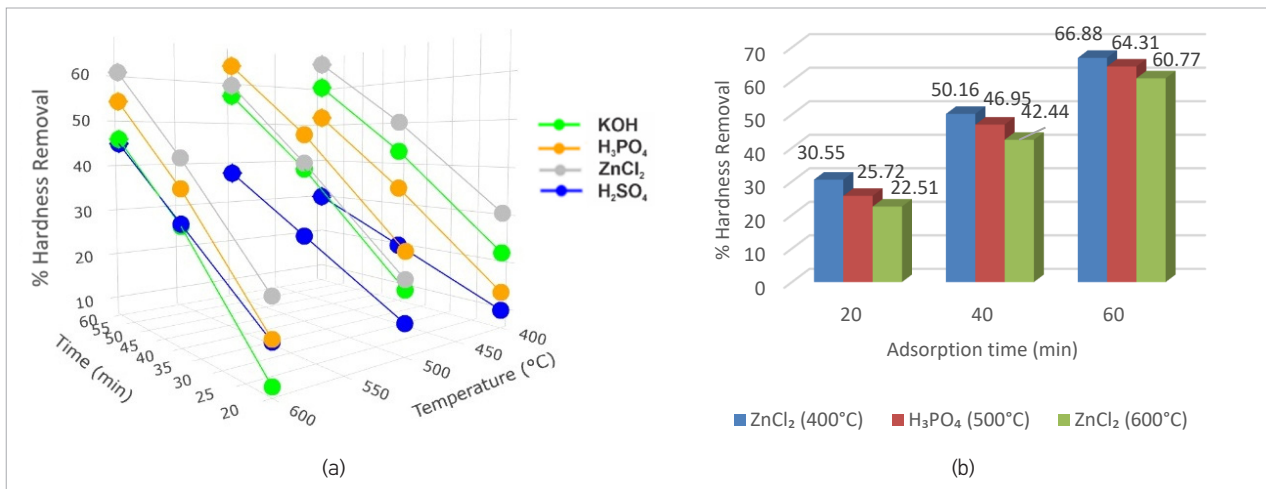 % Hardness Removal
60
50
40
30
20
10
60
55
50
45
40
35
30
25
20
Time (min)
600
550
500
450
400
Temperature (°C)
KOH
H₃PO₄
ZnCl₂
H₂SO₄
(a)
% Hardness Removal
70
60
50
40
30
20
10
0
30.55
25.72
22.51
50.16
46.95
42.44
66.88
64.31
60.77
20 40 60
Adsorption time (min)
ZnCl₂ (400°C) H₃PO₄ (500°C) ZnCl₂ (600°C)
(b)